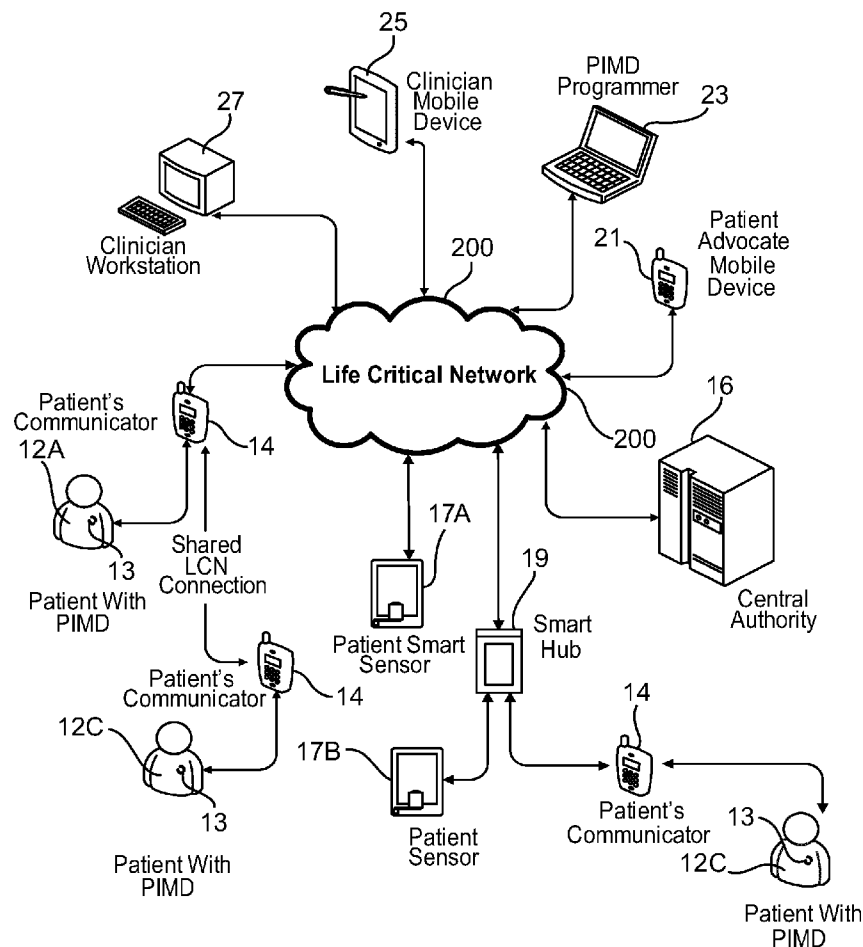 25
Clinician
Mobile
Device
PIMD
Programmer
23
27
Clinician
Workstation
200
21
Patient
Advocate
Mobile
Device
Life Critical Network
200
16
Central
Authority
Patient's
Communicator
14
12A
13
Patient With
PIMD
Shared
LCN
Connection
17A
Patient Smart
Sensor
19
Smart
Hub
Patient's
Communicator
14
12C
13
Patient With
PIMD
17B
Patient
Sensor
14
Patient's
Communicator
13
12C
Patient With
PIMD